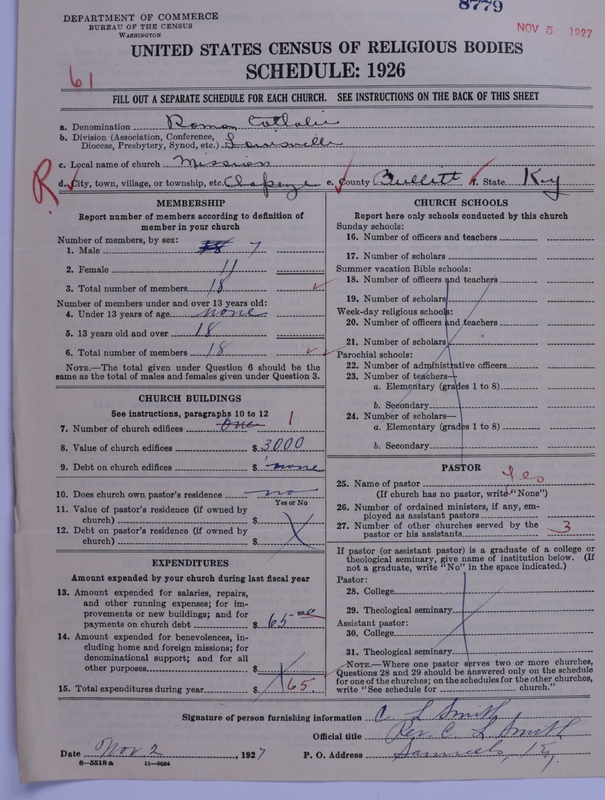 8779
DEPARTMENT OF COMMERCE
BUREAU OF THE CENSUS
WASHINGTON
NOV 5 1927
UNITED STATES CENSUS OF RELIGIOUS BODIES
61
SCHEDULE: 1926
FILL OUT A SEPARATE SCHEDULE FOR EACH CHURCH. SEE INSTRUCTIONS ON THE BACK OF THIS SHEET
a. Denomination Roman Catholic
b. Division (Association, Conference,
Diocese, Presbytery, Synod, etc.) Louisville
c. Local name of church Mission
R d. City, town, village, or township, etc. Chapeze e. County Bullitt f. State Ky
MEMBERSHIP
Report number of members according to definition of
member in your church
Number of members, by sex:
1. Male 18 7
2. Female 11
3. Total number of members 18
Number of members under and over 13 years old:
4. Under 13 years of age none
5. 13 years old and over 18
6. Total number of members 18
NOTE.—The total given under Question 6 should be the
same as the total of males and females given under Question 3.
CHURCH BUILDINGS
See instructions, paragraphs 10 to 12
7. Number of church edifices One 1
8. Value of church edifices $ 3000
9. Debt on church edifices $ none
10. Does church own pastor's residence no
Yes or No
11. Value of pastor's residence (if owned by
church) $
12. Debt on pastor's residence (if owned by
church) $
EXPENDITURES
Amount expended by your church during last fiscal year
13. Amount expended for salaries, repairs,
and other running expenses; for im-
provements or new buildings; and for
payments on church debt $ 65 00
14. Amount expended for benevolences, in-
cluding home and foreign missions; for
denominational support; and for all
other purposes $
15. Total expenditures during year $ 65
CHURCH SCHOOLS
Report here only schools conducted by this church
Sunday schools:
16. Number of officers and teachers
17. Number of scholars
Summer vacation Bible schools:
18. Number of officers and teachers
19. Number of scholars
Week-day religious schools:
20. Number of officers and teachers
21. Number of scholars
Parochial schools:
22. Number of administrative officers
23. Number of teachers—
a. Elementary (grades 1 to 8)
b. Secondary
24. Number of scholars—
a. Elementary (grades 1 to 8)
b. Secondary
PASTOR
25. Name of pastor Yes
(If church has no pastor, write "None")
26. Number of ordained ministers, if any, em-
ployed as assistant pastors
27. Number of other churches served by the
pastor or his assistants 3
If pastor (or assistant pastor) is a graduate of a college or
theological seminary, give name of institution below. (If
not a graduate, write "No" in the space indicated.)
Pastor:
28. College
29. Theological seminary
Assistant pastor:
30. College
31. Theological seminary
NOTE.—Where one pastor serves two or more churches,
Questions 28 and 29 should be answered only on the schedule
for one of the churches; on the schedules for the other churches,
write "See schedule for church."
Signature of person furnishing information C. L Smith
Official title Rev. C. L Smith
Date Nov 2, 1927 P. O. Address Samuels, Ky.
6-5518a 11-9034